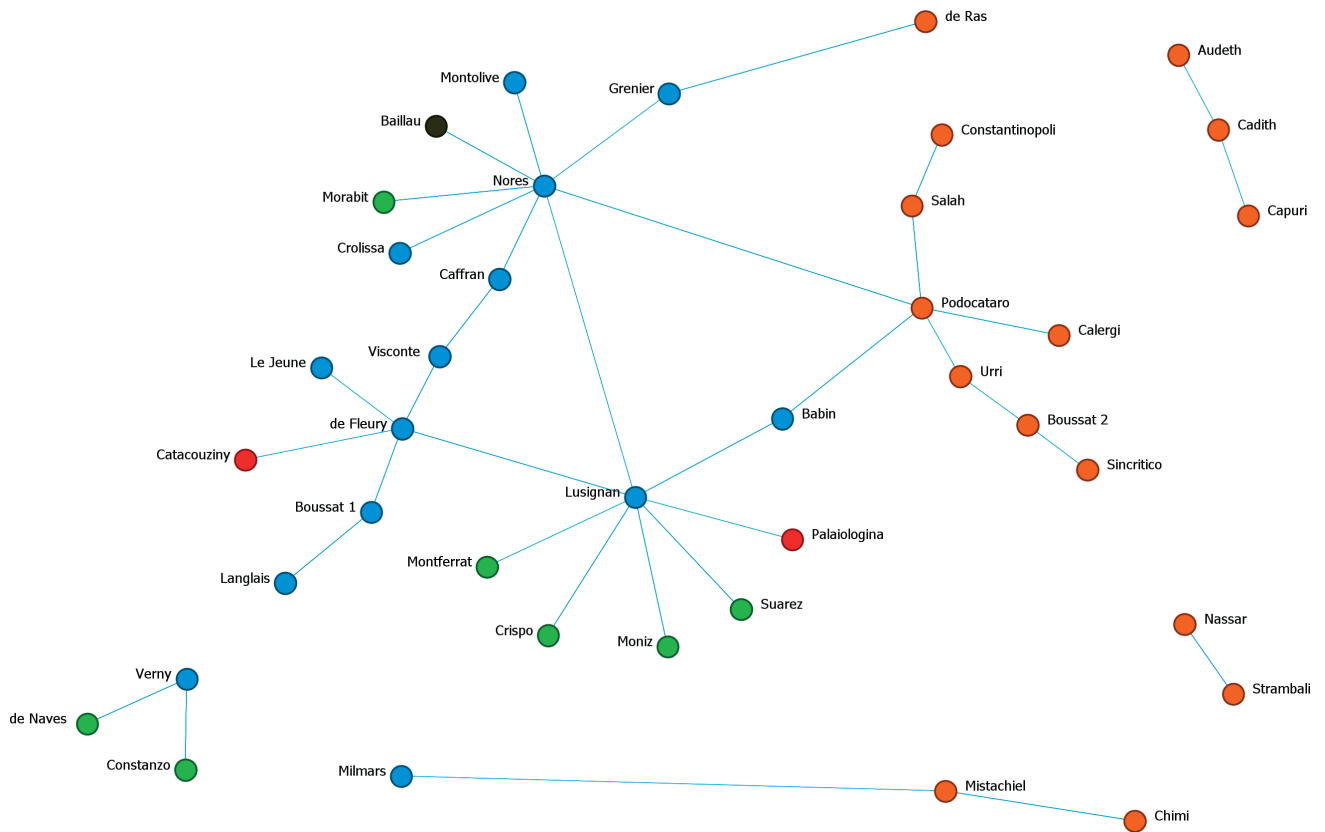 de Ras
Audeth
Montolive
Grenier
Baillau
Cadith
Constantinopoli
Nores
Morabit
Salah
Capuri
Crolissa
Caffran
Podocataro
Calergi
Visconte
Le Jeune
Urri
Babin
Boussat 2
de Fleury
Catacouziny
Sincritico
Lusignan
Boussat 1
Palaiologina
Montferrat
Langlais
Suarez
Crispo
Moniz
Nassar
Verny
Strambali
de Naves
Constanzo
Milmars
Mistachiel
Chimi